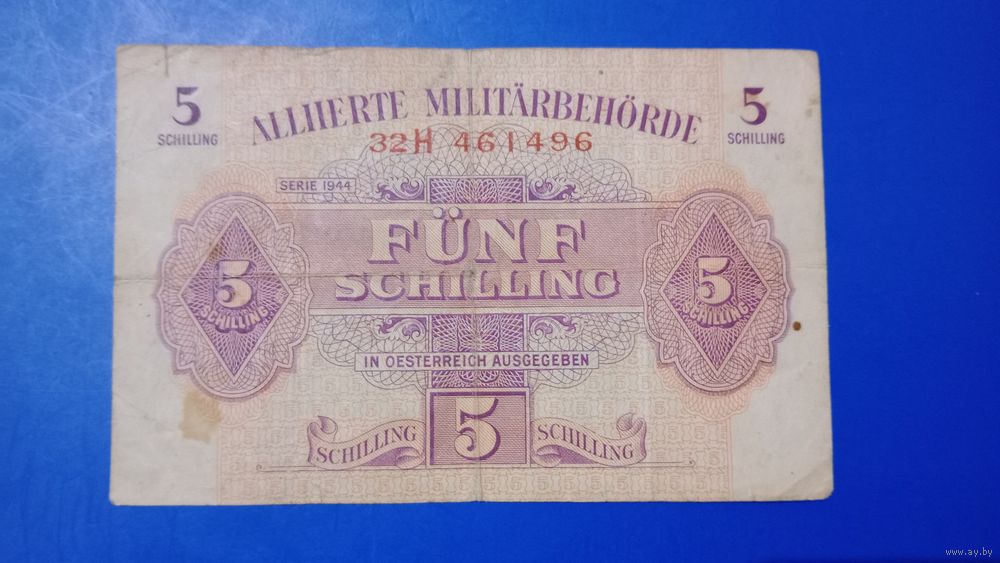 5 SCHILLING
ALLIIERTE MILITÄRBEHÖRDE
5 SCHILLING
32H 461496
SERIE 1944
FÜNF
SCHILLING
5 SCHILLING
5 SCHILLING
IN OESTERREICH AUSGEGEBEN
SCHILLING 5 SCHILLING
www.ay.by